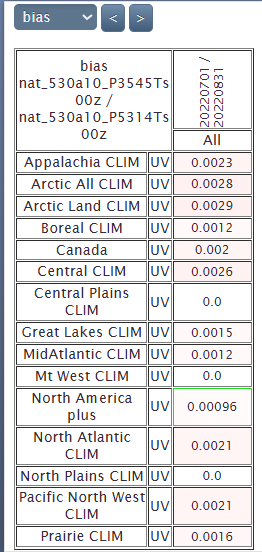 bias < >
bias
nat_530a10_P3545Ts
00z /
nat_530a10_P5314Ts
00z
20220701 /
20220831
All
Appalachia CLIM UV 0.0023
Arctic All CLIM UV 0.0028
Arctic Land CLIM UV 0.0029
Boreal CLIM UV 0.0012
Canada UV 0.002
Central CLIM UV 0.0026
Central Plains
CLIM UV 0.0
Great Lakes CLIM UV 0.0015
MidAtlantic CLIM UV 0.0012
Mt West CLIM UV 0.0
North America
plus UV 0.00096
North Atlantic
CLIM UV 0.0021
North Plains CLIM UV 0.0
Pacific North West
CLIM UV 0.0021
Prairie CLIM UV 0.0016